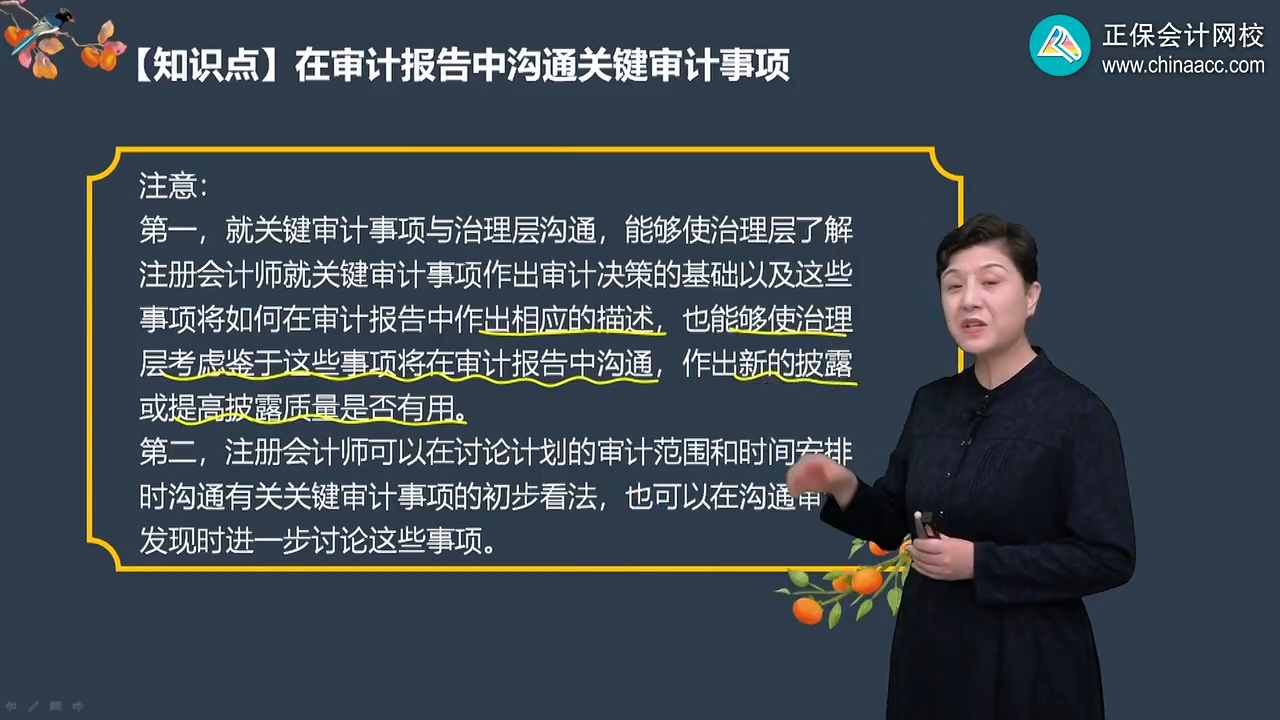 【知识点】在审计报告中沟通关键审计事项
正保会计网校
www.chinaacc.com
注意：
第一，就关键审计事项与治理层沟通，能够使治理层了解
注册会计师就关键审计事项作出审计决策的基础以及这些
事项将如何在审计报告中作出相应的描述，也能够使治理
层考虑鉴于这些事项将在审计报告中沟通，作出新的披露
或提高披露质量是否有用。
第二，注册会计师可以在讨论计划的审计范围和时间安排
时沟通有关关键审计事项的初步看法，也可以在沟通审
发现时进一步讨论这些事项。